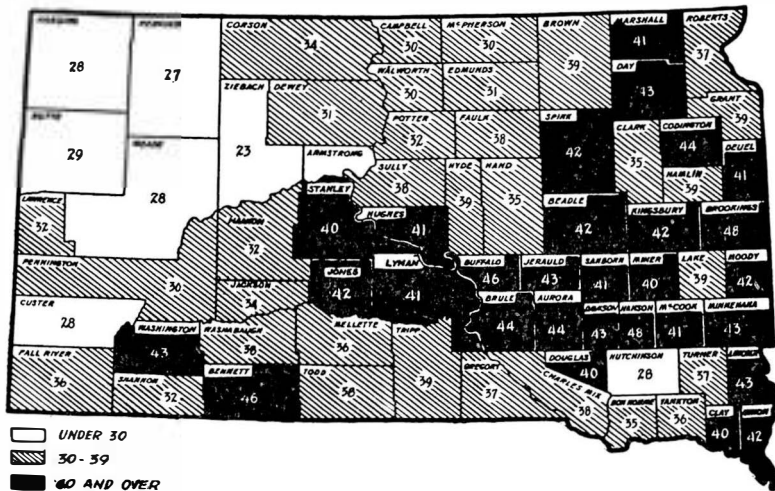 CORSON
34
CAMPBELL
30
McPHERSON
30
BROWN
39
MARSHALL
41
ROBERTS
37
28
27
WALWORTH
30
EDMUNDS
31
DAY
43
ZIEBACH
23
DEWEY
31
GRANT
39
POTTER
32
FAULK
38
SPINK
42
CLARK
35
CODINGTON
44
DEUEL
41
29
ARMSTRONG
SULLY
38
HYDE
39
HAND
35
HAMLIN
39
28
STANLEY
40
HUGHES
41
BEADLE
42
KINGSBURY
42
BROOKINGS
48
LAWRENCE
32
32
PENNINGTON
30
JACKSON
34
JONES
42
LYMAN
41
BUFFALO
46
JERAULD
43
SANBORN
41
MINER
40
LAKE
39
MOODY
42
CUSTER
28
WASHINGTON
43
WASHABAUGH
38
MELLETTE
36
TRIPP
39
BRULE
44
AURORA
44
43
HANSON
48
McCOOK
41
MINNEHAHA
43
FALL RIVER
36
SHANNON
32
BENNETT
46
TODD
38
GREGORY
37
CHARLES MIX
38
DOUGLAS
40
HUTCHINSON
28
TURNER
37
43
BON HOMME
35
YANKTON
36
CLAY
40
UNION
42
UNDER 30
30-39
40 AND OVER